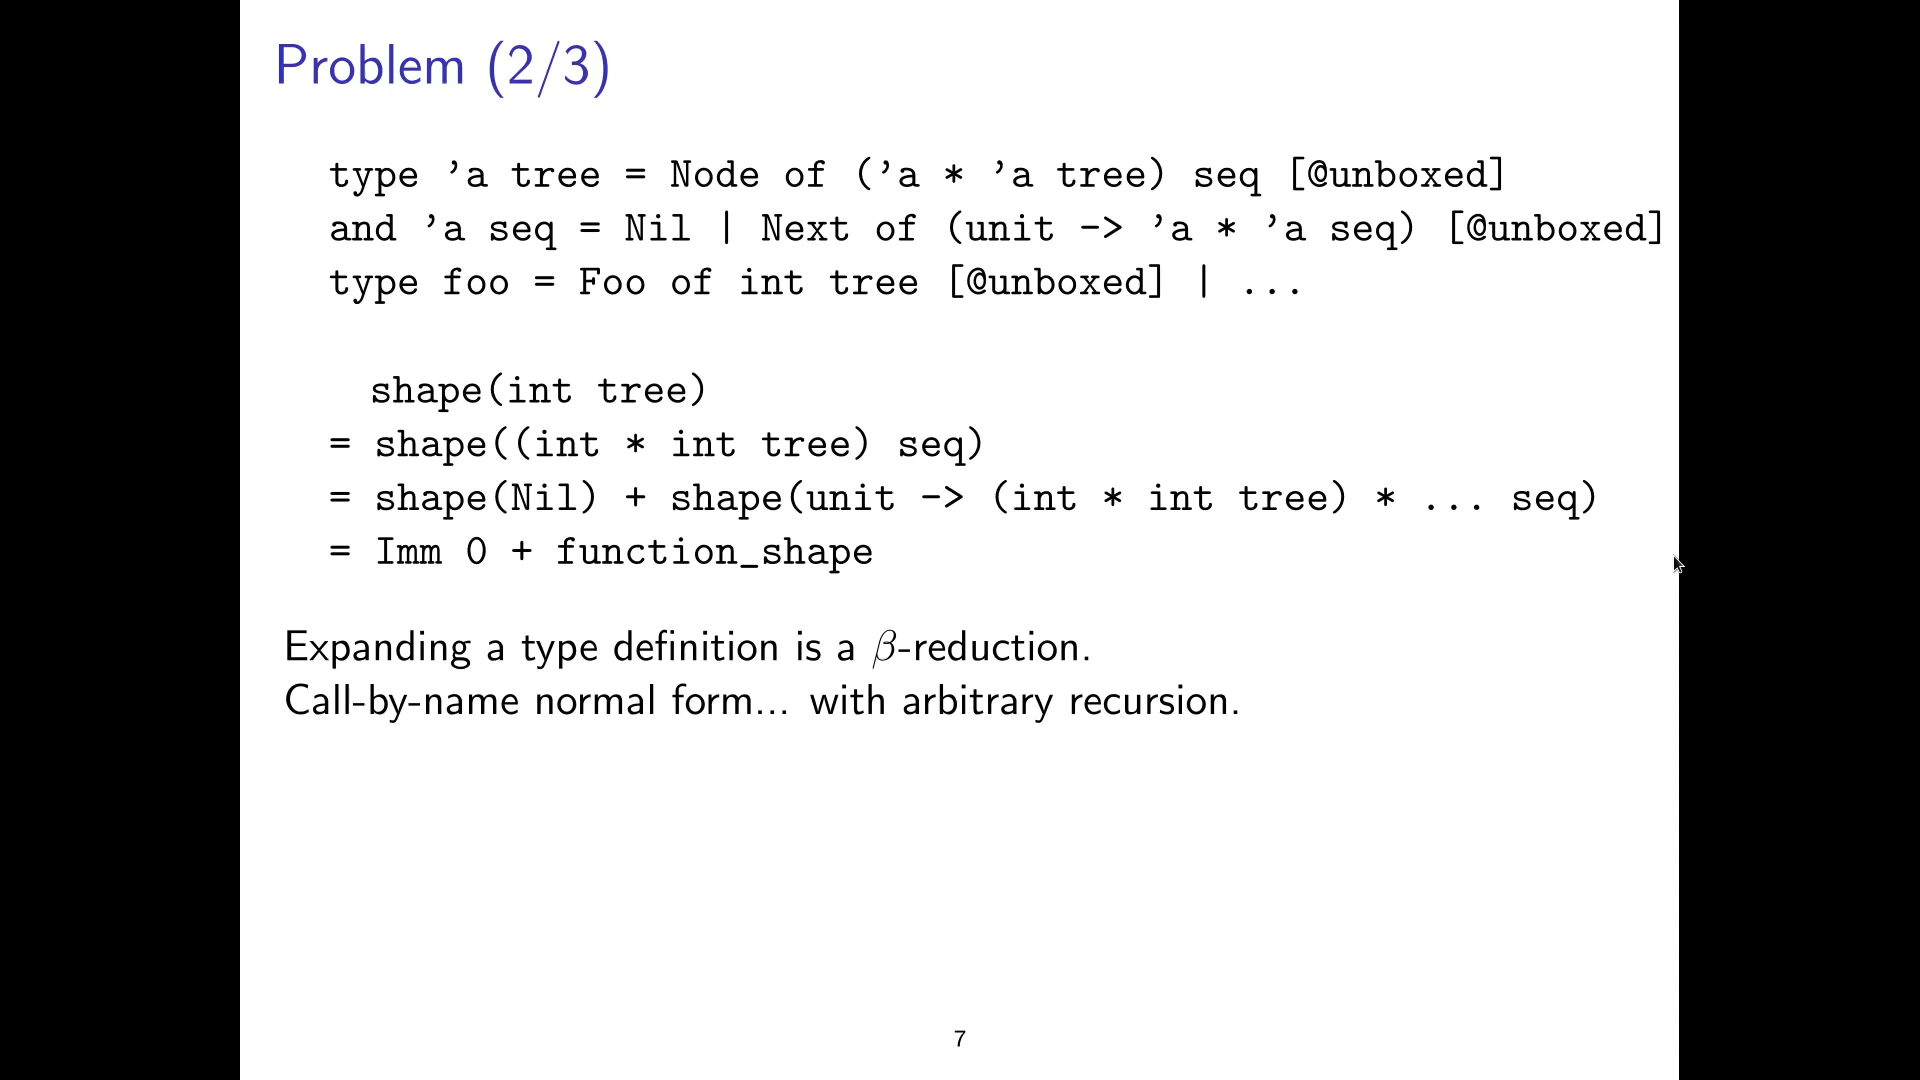 Problem (2/3)
type ’a tree = Node of (’a * ’a tree) seq [@unboxed]
and ’a seq = Nil | Next of (unit -> ’a * ’a seq) [@unboxed]
type foo = Foo of int tree [@unboxed] | ...
shape(int tree)
= shape((int * int tree) seq)
= shape(Nil) + shape(unit -> (int * int tree) * ... seq)
= Imm 0 + function_shape
Expanding a type definition is a β-reduction.
Call-by-name normal form... with arbitrary recursion.
7